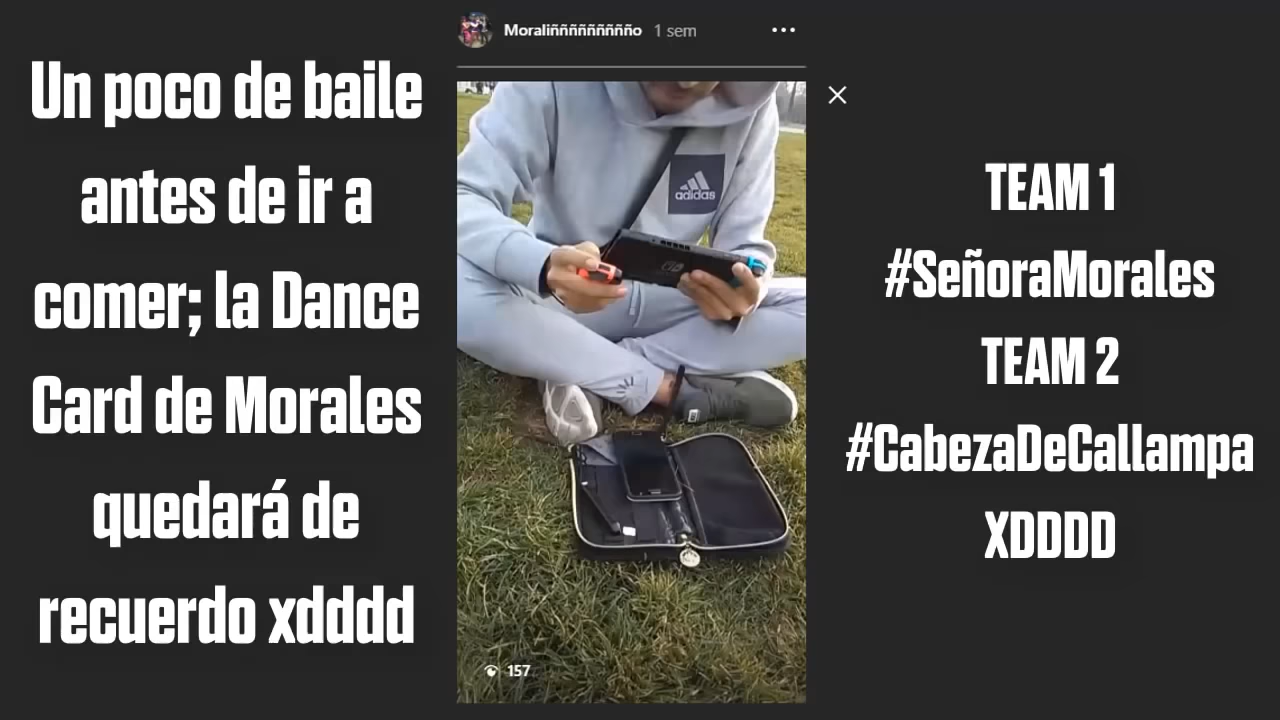 Un poco de baile
antes de ir a
comer; la Dance
Card de Morales
quedará de
recuerdo xdddd
Moraliñññññññññño 1 sem
adidas
157
TEAM 1
#SeñoraMorales
TEAM 2
#CabezaDeCallampa
XDDDD